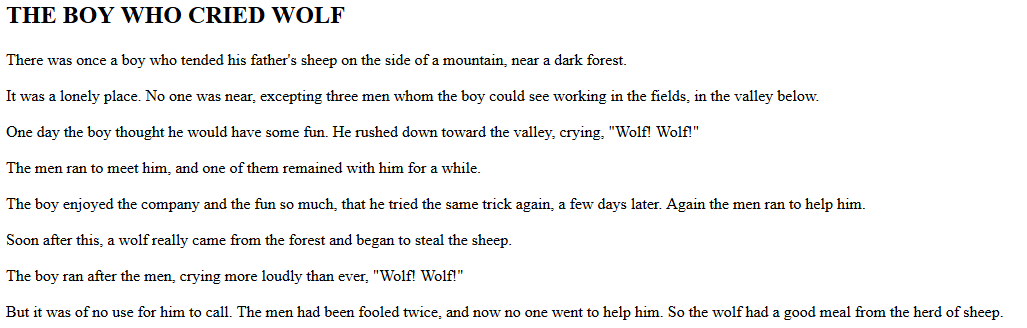 THE BOY WHO CRIED WOLF
There was once a boy who tended his father's sheep on the side of a mountain, near a dark forest.
It was a lonely place. No one was near, excepting three men whom the boy could see working in the fields, in the valley below.
One day the boy thought he would have some fun. He rushed down toward the valley, crying, "Wolf! Wolf!"
The men ran to meet him, and one of them remained with him for a while.
The boy enjoyed the company and the fun so much, that he tried the same trick again, a few days later. Again the men ran to help him.
Soon after this, a wolf really came from the forest and began to steal the sheep.
The boy ran after the men, crying more loudly than ever, "Wolf! Wolf!"
But it was of no use for him to call. The men had been fooled twice, and now no one went to help him. So the wolf had a good meal from the herd of sheep.